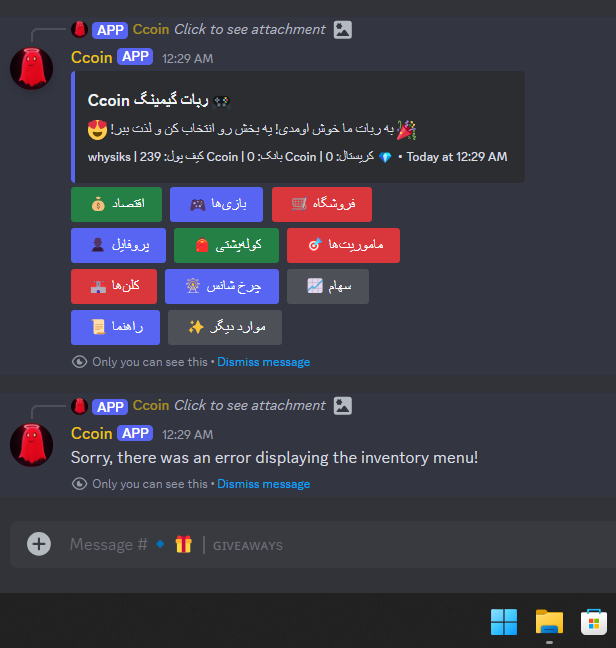 APP Ccoin Click to see attachment
Ccoin APP 12:29 AM
ربات گیمینگ Ccoin
به ربات ما خوش اومدی! یه بخش رو انتخاب کن و لذت ببر!
whysiks | کیف پول: 239 Ccoin | بانک: 0 Ccoin | کریستال: 0 💎 • Today at 12:29 AM
اقتصاد
بازی‌ها
فروشگاه
پروفایل
کوله‌پشتی
ماموریت‌ها
کلن‌ها
چرخ شانس
سهام
راهنما
موارد دیگر
Only you can see this • Dismiss message
APP Ccoin Click to see attachment
Ccoin APP 12:29 AM
Sorry, there was an error displaying the inventory menu!
Only you can see this • Dismiss message
Message # 🔹 🎁 | GIVEAWAYS